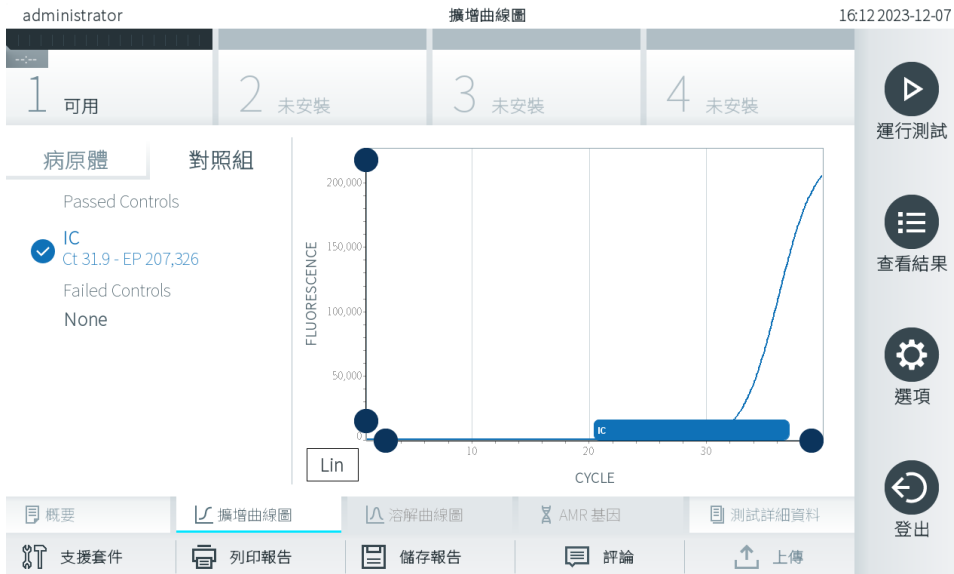 administrator
擴增曲線圖
16:12 2023-12-07
--:--
1 可用
2 未安裝
3 未安裝
4 未安裝
運行測試
查看結果
選項
登出
病原體
對照組
Passed Controls
IC
Ct 31.9 - EP 207,326
Failed Controls
None
FLUORESCENCE
200,000
150,000
100,000
50,000
0
IC
10
20
30
CYCLE
Lin
概要
擴增曲線圖
溶解曲線圖
AMR 基因
測試詳細資料
支援套件
列印報告
儲存報告
評論
上傳